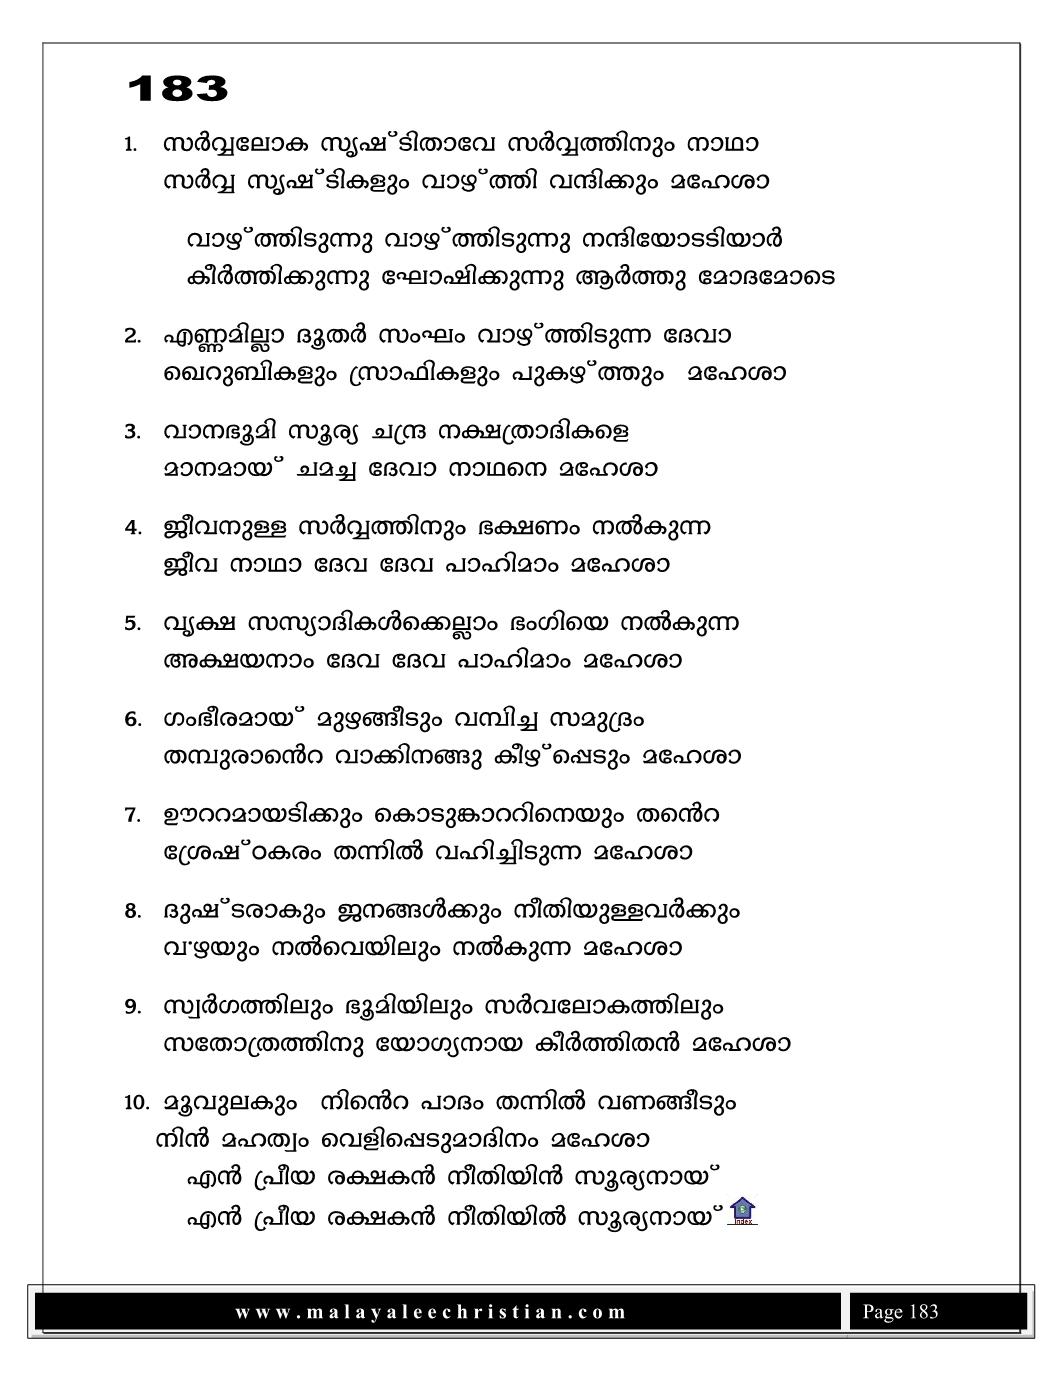 183
1. സർവ്വലോക സൃഷ്ടിതാവേ സർവ്വത്തിനും നാഥാ
സർവ്വ സൃഷ്ടികളും വാഴ്ത്തി വന്ദിക്കും മഹേശാ
വാഴ്ത്തിടുന്നു വാഴ്ത്തിടുന്നു നന്ദിയോടടിയാർ
കീർത്തിക്കുന്നു ഘോഷിക്കുന്നു ആർത്തു മോദമോടെ
2. എണ്ണമില്ലാ ദൂതർ സംഘം വാഴ്ത്തിടുന്ന ദേവാ
ഖെറുബികളും സ്രാഫികളും പുകഴ്ത്തും മഹേശാ
3. വാനഭൂമി സൂര്യ ചന്ദ്ര നക്ഷത്രാദികളെ
മാനമായ് ചമച്ച ദേവാ നാഥനെ മഹേശാ
4. ജീവനുള്ള സർവ്വത്തിനും ഭക്ഷണം നൽകുന്ന
ജീവ നാഥാ ദേവ ദേവ പാഹിമാം മഹേശാ
5. വൃക്ഷ സസ്യാദികൾക്കെല്ലാം ഭംഗിയെ നൽകുന്ന
അക്ഷയനാം ദേവ ദേവ പാഹിമാം മഹേശാ
6. ഗംഭീരമായ് മുഴങ്ങീടും വമ്പിച്ച സമുദ്രം
തമ്പുരാൻെറ വാക്കിനങ്ങു കീഴ്പ്പെടും മഹേശാ
7. ഊററമായടിക്കും കൊടുങ്കാററിനെയും തൻെറ
ശ്രേഷ്ഠകരം തന്നിൽ വഹിച്ചിടുന്ന മഹേശാ
8. ദുഷ്ടരാകും ജനങ്ങൾക്കും നീതിയുള്ളവർക്കും
നൽവെയിലും നൽകുന്ന മഹേശാ
9. സ്വർഗത്തിലും ഭൂമിയിലും സർവലോകത്തിലും
സതോത്രത്തിനു യോഗ്യനായ കീർത്തിതൻ മഹേശാ
10. മൂവുലകും നിൻെറ പാദം തന്നിൽ വണങ്ങീടും
നിൻ മഹത്വം വെളിപ്പെടുമാദിനം മഹേശാ
എൻ പ്രീയ രക്ഷകൻ നീതിയിൻ സൂര്യനായ്
എൻ പ്രീയ രക്ഷകൻ നീതിയിൽ സൂര്യനായ് Index
www.malayaleechristian.com Page 183